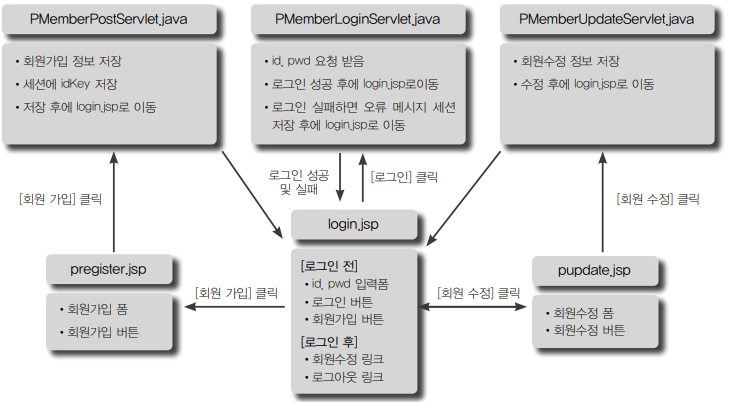 PMemberPostServlet.java
• 회원가입 정보 저장
• 세션에 idKey 저장
• 저장 후에 login.jsp로 이동
PMemberLoginServlet.java
• id, pwd 요청 받음
• 로그인 성공 후에 login.jsp로이동
• 로그인 실패하면 오류 메시지 세션
저장 후에 login.jsp로 이동
PMemberUpdateServlet.java
• 회원수정 정보 저장
• 수정 후에 login.jsp로 이동
[회원 가입] 클릭
로그인 성공
및 실패
[로그인] 클릭
[회원 수정] 클릭
pregister.jsp
• 회원가입 폼
• 회원가입 버튼
[회원 가입] 클릭
login.jsp
[로그인 전]
• id, pwd 입력폼
• 로그인 버튼
• 회원가입 버튼
[로그인 후]
• 회원수정 링크
• 로그아웃 링크
[회원 수정] 클릭
pupdate.jsp
• 회원수정 폼
• 회원수정 버튼